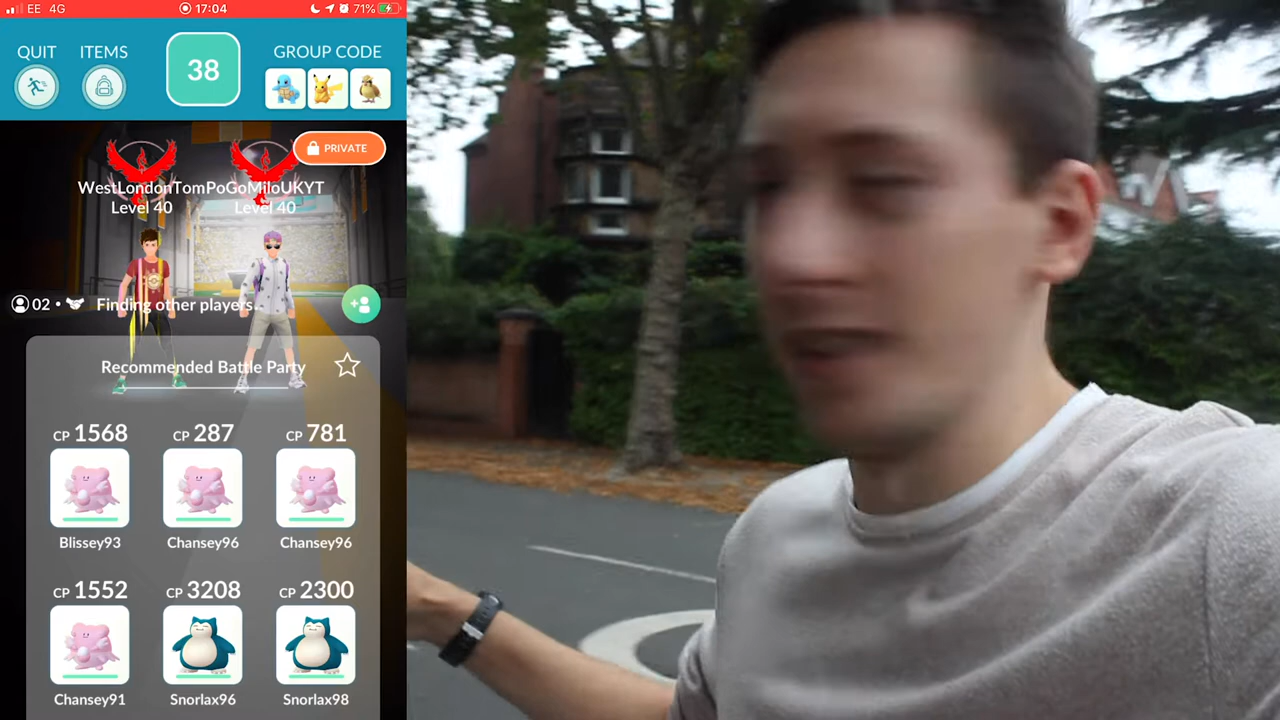 EE 4G 17:04 71%
QUIT ITEMS 38 GROUP CODE
PRIVATE
WestLondonTomPoGoMiloUKYT
Level 40 Level 40
02 • Finding other players...
Recommended Battle Party
CP 1568 CP 287 CP 781
Blissey93 Chansey96 Chansey96
CP 1552 CP 3208 CP 2300
Chansey91 Snorlax96 Snorlax98